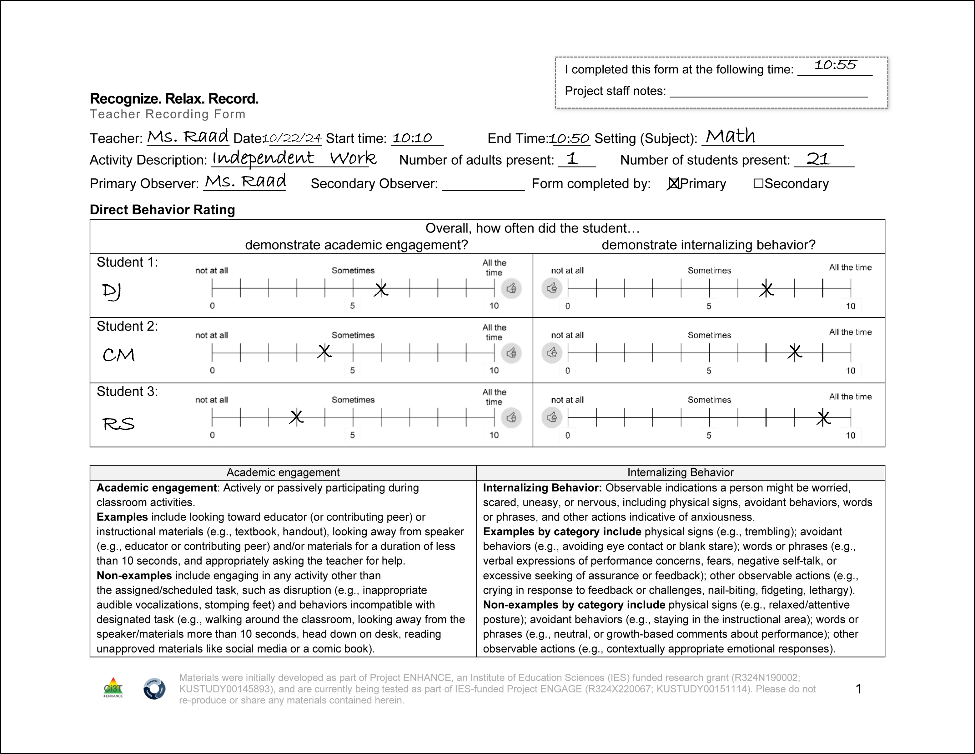 I completed this form at the following time: 10:55
Project staff notes:
Recognize. Relax. Record.
Teacher Recording Form
Teacher: Ms. Raad Date: 10/22/24 Start time: 10:10 End Time: 10:50 Setting (Subject): Math
Activity Description: Independent Work Number of adults present: 1 Number of students present: 21
Primary Observer: Ms. Raad Secondary Observer: Form completed by: ☒Primary ☐Secondary
Direct Behavior Rating
Overall, how often did the student…
demonstrate academic engagement? demonstrate internalizing behavior?
Student 1:
DJ
not at all Sometimes All the time
0 5 10
not at all Sometimes All the time
0 5 10
Student 2:
CM
not at all Sometimes All the time
0 5 10
not at all Sometimes All the time
0 5 10
Student 3:
RS
not at all Sometimes All the time
0 5 10
not at all Sometimes All the time
0 5 10
Academic engagement
Academic engagement: Actively or passively participating during
classroom activities.
Examples include looking toward educator (or contributing peer) or
instructional materials (e.g., textbook, handout), looking away from speaker
(e.g., educator or contributing peer) and/or materials for a duration of less
than 10 seconds, and appropriately asking the teacher for help.
Non-examples include engaging in any activity other than
the assigned/scheduled task, such as disruption (e.g., inappropriate
audible vocalizations, stomping feet) and behaviors incompatible with
designated task (e.g., walking around the classroom, looking away from the
speaker/materials more than 10 seconds, head down on desk, reading
unapproved materials like social media or a comic book).
Internalizing Behavior
Internalizing Behavior: Observable indications a person might be worried,
scared, uneasy, or nervous, including physical signs, avoidant behaviors, words
or phrases, and other actions indicative of anxiousness.
Examples by category include physical signs (e.g., trembling); avoidant
behaviors (e.g., avoiding eye contact or blank stare); words or phrases (e.g.,
verbal expressions of performance concerns, fears, negative self-talk, or
excessive seeking of assurance or feedback); other observable actions (e.g.,
crying in response to feedback or challenges, nail-biting, fidgeting, lethargy).
Non-examples by category include physical signs (e.g., relaxed/attentive
posture); avoidant behaviors (e.g., staying in the instructional area); words or
phrases (e.g., neutral, or growth-based comments about performance); other
observable actions (e.g., contextually appropriate emotional responses).
Materials were initially developed as part of Project ENHANCE, an Institute of Education Sciences (IES) funded research grant (R324N190002;
KUSTUDY00145893), and are currently being tested as part of IES-funded Project ENGAGE (R324X220067; KUSTUDY00151114). Please do not
re-produce or share any materials contained herein.
1